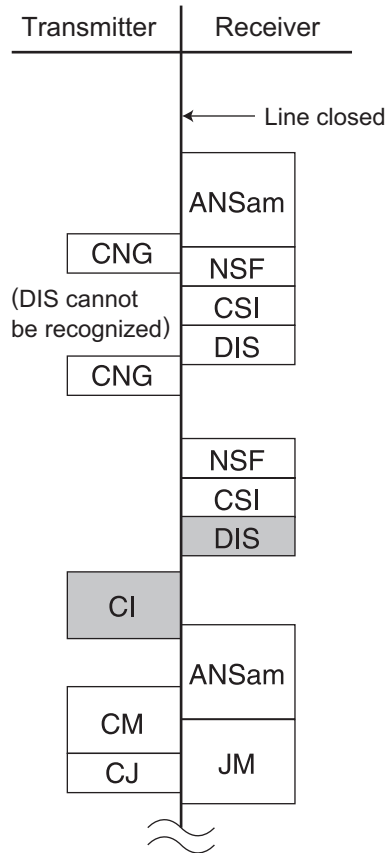 Transmitter Receiver
Line closed
ANSam
CNG
NSF
(DIS cannot
be recognized)
CSI
DIS
CNG
NSF
CSI
DIS
CI
ANSam
CM
JM
CJ